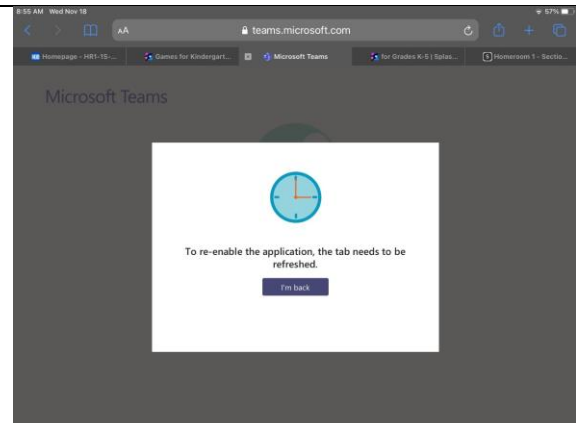 8:55 AM Wed Nov 18
57%
AA
teams.microsoft.com
Homepage - HR1-15-...
Games for Kindergart...
Microsoft Teams
for Grades K-5 | Splas...
S Homeroom 1 - Sectio...
Microsoft Teams
To re-enable the application, the tab needs to be
refreshed.
I'm back